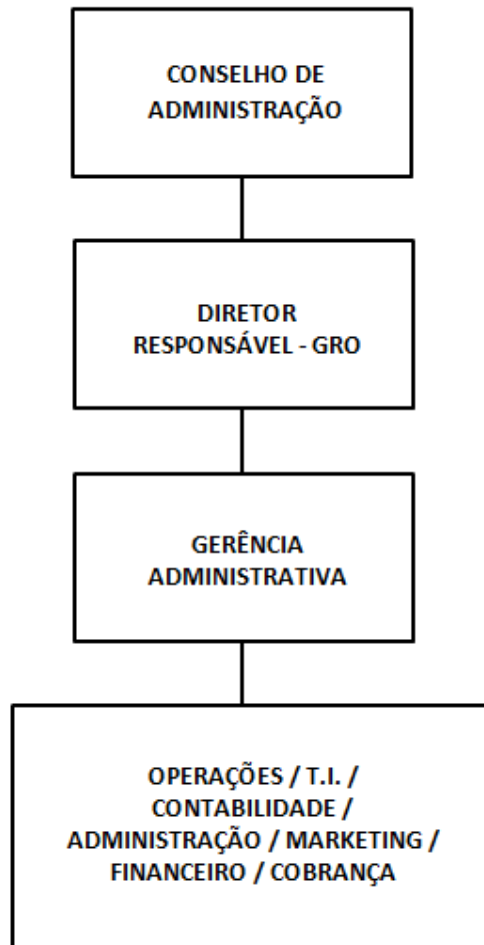 CONSELHO DE
ADMINISTRAÇÃO
DIRETOR
RESPONSÁVEL - GRO
GERÊNCIA
ADMINISTRATIVA
OPERAÇÕES / T.I. /
CONTABILIDADE /
ADMINISTRAÇÃO / MARKETING /
FINANCEIRO / COBRANÇA